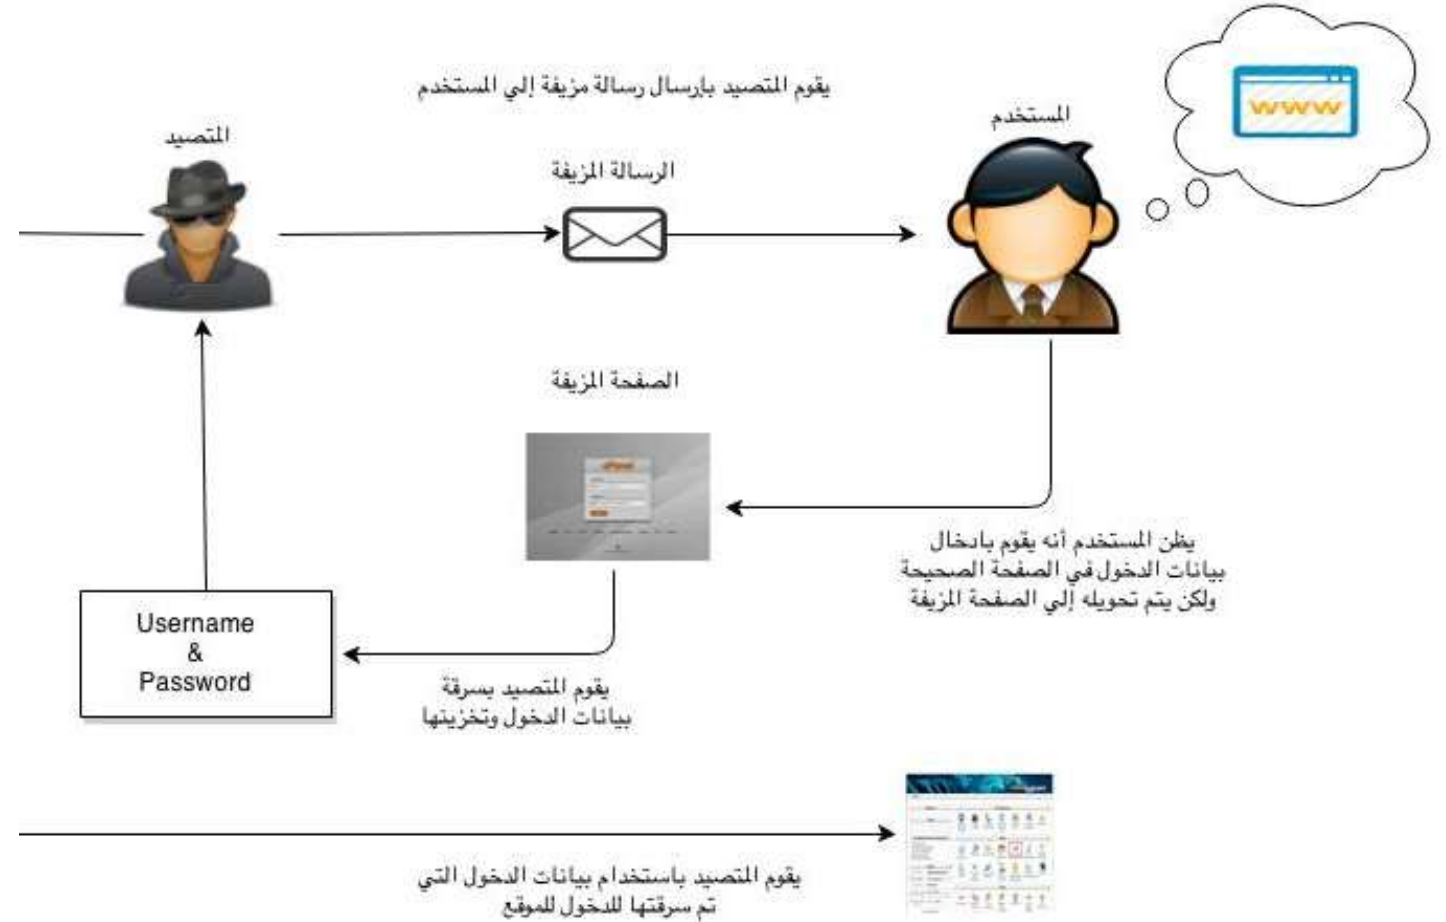 يقوم المتصيد بإرسال رسالة مزيفة إلي المستخدم
www
المستخدم
المتصيد
الرسالة المزيفة
الصفحة المزيفة
يظن المستخدم أنه يقوم بادخال
بيانات الدخول في الصفحة الصحيحة
ولكن يتم تحويله إلي الصفحة المزيفة
Username
&
Password
يقوم المتصيد بسرقة
بيانات الدخول وتخزينها
يقوم المتصيد باستخدام بيانات الدخول التي
تم سرقتها للدخول للموقع